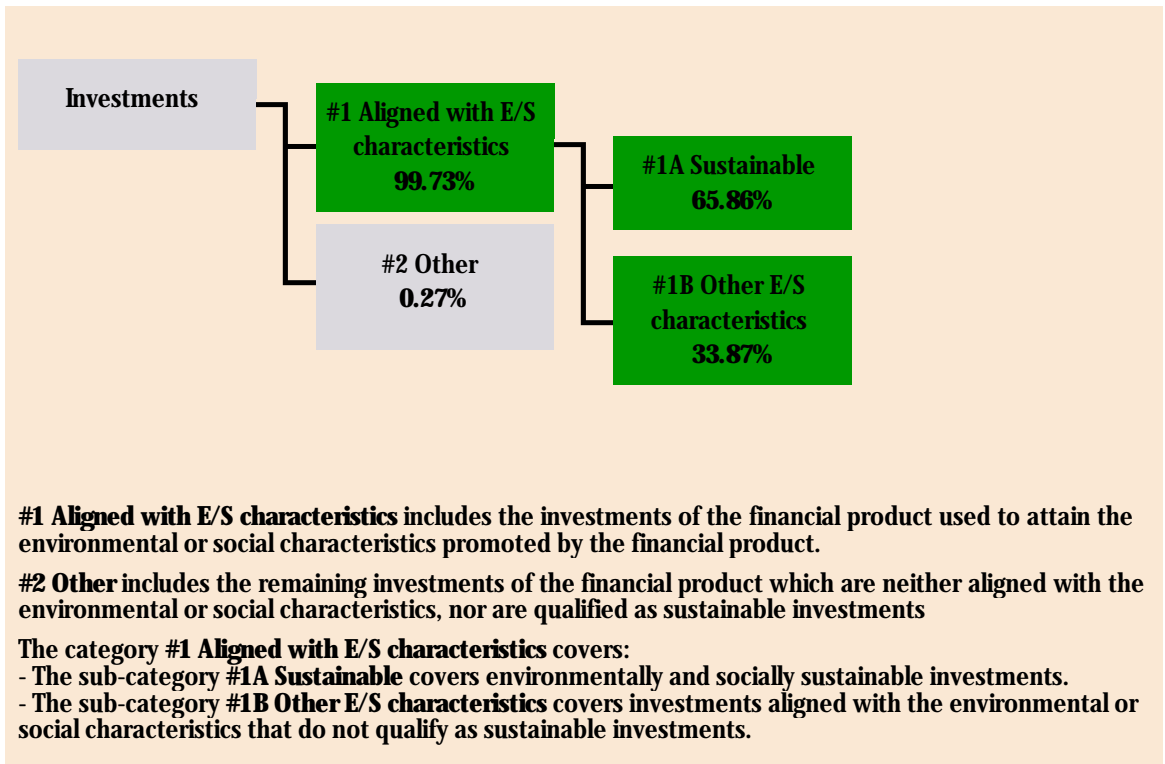 Investments
#1 Aligned with E/S
characteristics
99.73%
#2 Other
0.27%
#1A Sustainable
65.86%
#1B Other E/S
characteristics
33.87%
#1 Aligned with E/S characteristics includes the investments of the financial product used to attain the
environmental or social characteristics promoted by the financial product.
#2 Other includes the remaining investments of the financial product which are neither aligned with the
environmental or social characteristics, nor are qualified as sustainable investments
The category #1 Aligned with E/S characteristics covers:
- The sub-category #1A Sustainable covers environmentally and socially sustainable investments.
- The sub-category #1B Other E/S characteristics covers investments aligned with the environmental or
social characteristics that do not qualify as sustainable investments.